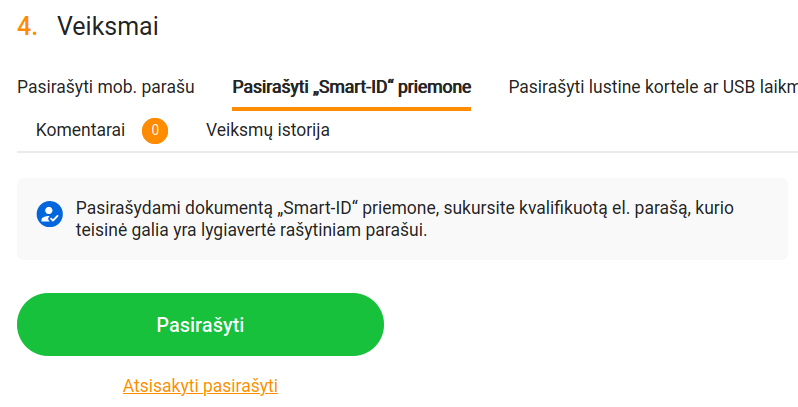 4. Veiksmai
Pasirašyti mob. parašu Pasirašyti „Smart-ID“ priemone Pasirašyti lustine kortele ar USB
Komentarai 0 Veiksmų istorija
Pasirašydami dokumentą „Smart-ID“ priemone, sukursite kvalifikuotą el. parašą, kurio
teisinė galia yra lygiavertė rašytiniam parašui.
Pasirašyti
Atsisakyti pasirašyti